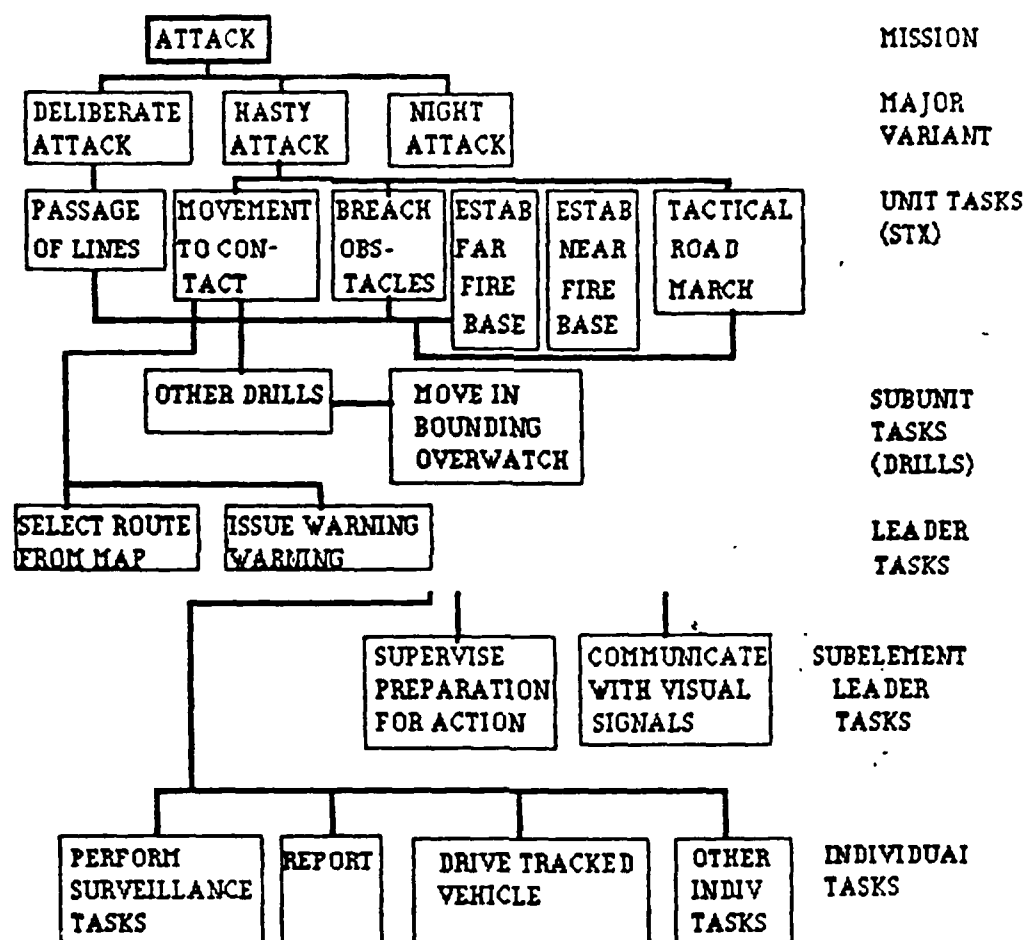 ATTACK
MISSION
DELIBERATE
ATTACK
HASTY
ATTACK
NIGHT
ATTACK
MAJOR
VARIANT
PASSAGE
OF LINES
MOVEMENT
TO CON-
TACT
BREACH
OBS-
TACLES
ESTAB
FAR
FIRE
BASE
ESTAB
NEAR
FIRE
BASE
TACTICAL
ROAD
MARCH
UNIT TASKS
(STX)
OTHER DRILLS
MOVE IN
BOUNDING
OVERWATCH
SUBUNIT
TASKS
(DRILLS)
SELECT ROUTE
FROM MAP
ISSUE WARNING
WARNING
LEADER
TASKS
SUPERVISE
PREPARATION
FOR ACTION
COMMUNICATE
WITH VISUAL
SIGNALS
SUBELEMENT
LEADER
TASKS
PERFORM
SURVEILLANCE
TASKS
REPORT
DRIVE TRACKED
VEHICLE
OTHER
INDIV
TASKS
INDIVIDUAI
TASKS